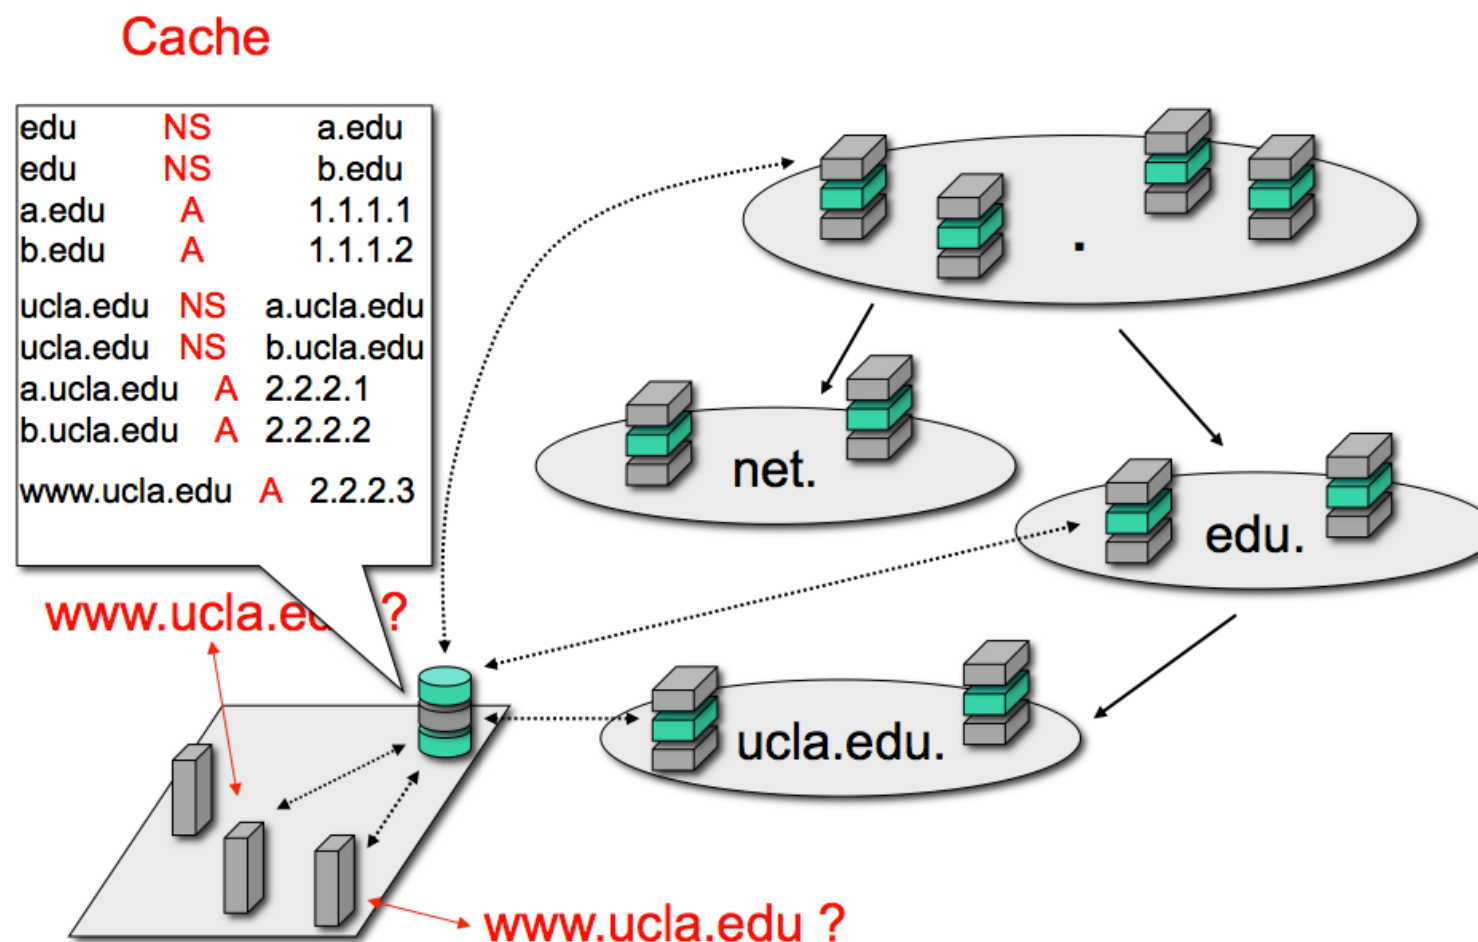 Cache
edu NS a.edu
edu NS b.edu
a.edu A 1.1.1.1
b.edu A 1.1.1.2
ucla.edu NS a.ucla.edu
ucla.edu NS b.ucla.edu
a.ucla.edu A 2.2.2.1
b.ucla.edu A 2.2.2.2
www.ucla.edu A 2.2.2.3
.
net.
edu.
www.ucla.edu ?
ucla.edu.
www.ucla.edu ?